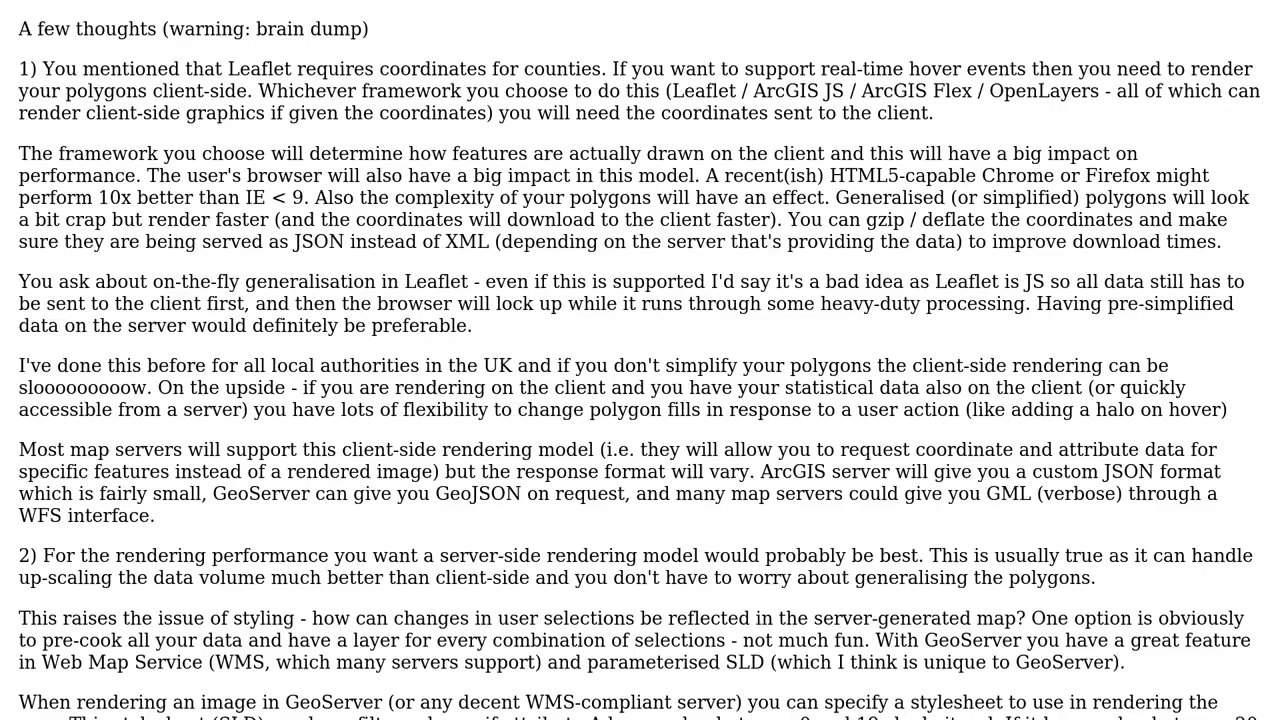 A few thoughts (warning: brain dump)
1) You mentioned that Leaflet requires coordinates for counties. If you want to support real-time hover events then you need to render
your polygons client-side. Whichever framework you choose to do this (Leaflet / ArcGIS JS / ArcGIS Flex / OpenLayers - all of which can
render client-side graphics if given the coordinates) you will need the coordinates sent to the client.
The framework you choose will determine how features are actually drawn on the client and this will have a big impact on
performance. The user's browser will also have a big impact in this model. A recent(ish) HTML5-capable Chrome or Firefox might
perform 10x better than IE < 9. Also the complexity of your polygons will have an effect. Generalised (or simplified) polygons will look
a bit crap but render faster (and the coordinates will download to the client faster). You can gzip / deflate the coordinates and make
sure they are being served as JSON instead of XML (depending on the server that's providing the data) to improve download times.
You ask about on-the-fly generalisation in Leaflet - even if this is supported I'd say it's a bad idea as Leaflet is JS so all data still has to
be sent to the client first, and then the browser will lock up while it runs through some heavy-duty processing. Having pre-simplified
data on the server would definitely be preferable.
I've done this before for all local authorities in the UK and if you don't simplify your polygons the client-side rendering can be
slooooooooow. On the upside - if you are rendering on the client and you have your statistical data also on the client (or quickly
accessible from a server) you have lots of flexibility to change polygon fills in response to a user action (like adding a halo on hover)
Most map servers will support this client-side rendering model (i.e. they will allow you to request coordinate and attribute data for
specific features instead of a rendered image) but the response format will vary. ArcGIS server will give you a custom JSON format
which is fairly small, GeoServer can give you GeoJSON on request, and many map servers could give you GML (verbose) through a
WFS interface.
2) For the rendering performance you want a server-side rendering model would probably be best. This is usually true as it can handle
up-scaling the data volume much better than client-side and you don't have to worry about generalising the polygons.
This raises the issue of styling - how can changes in user selections be reflected in the server-generated map? One option is obviously
to pre-cook all your data and have a layer for every combination of selections - not much fun. With GeoServer you have a great feature
in Web Map Service (WMS, which many servers support) and parameterised SLD (which I think is unique to GeoServer).
When rendering an image in GeoServer (or any decent WMS-compliant server) you can specify a stylesheet to use in rendering the